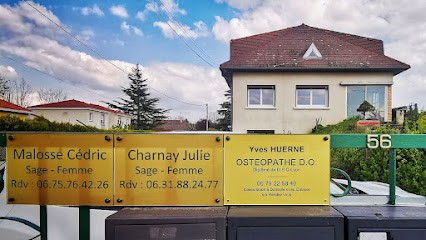 Malossé Cédric
Sage - Femme
Rdv : 06.75.76.42.26
Charnay Julie
Sage - Femme
Rdv : 06.31.88.24.77
Yves HUERNE
OSTEOPATHE D.O.
56